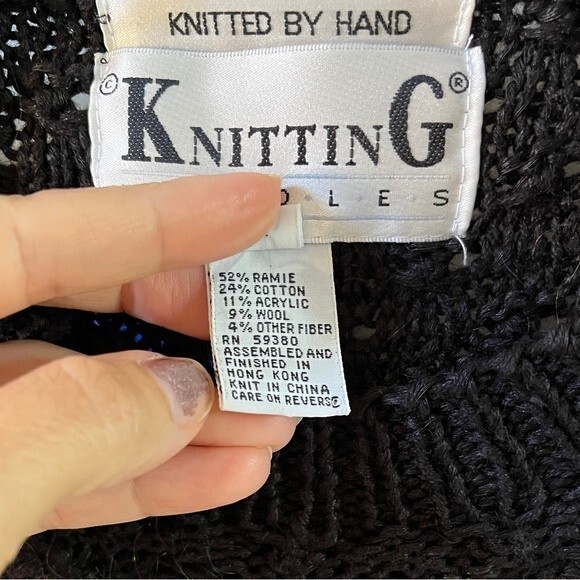 KNITTED BY HAND
© KNITTING ®
D·L·E·S
52% RAMIE
24% COTTON
11% ACRYLIC
9% WOOL
4% OTHER FIBER
RN 59380
ASSEMBLED AND
FINISHED IN
HONG KONG
KNIT IN CHINA
CARE ON REVERSE